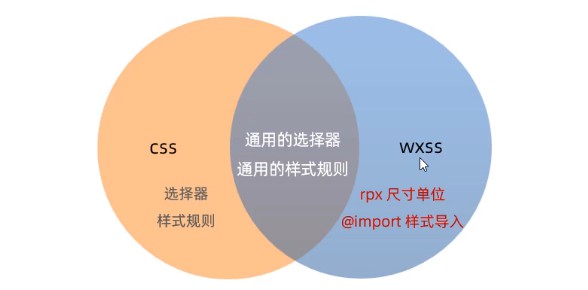 css
选择器
样式规则
通用的选择器
通用的样式规则
wxss
rpx 尺寸单位
@import 样式导入